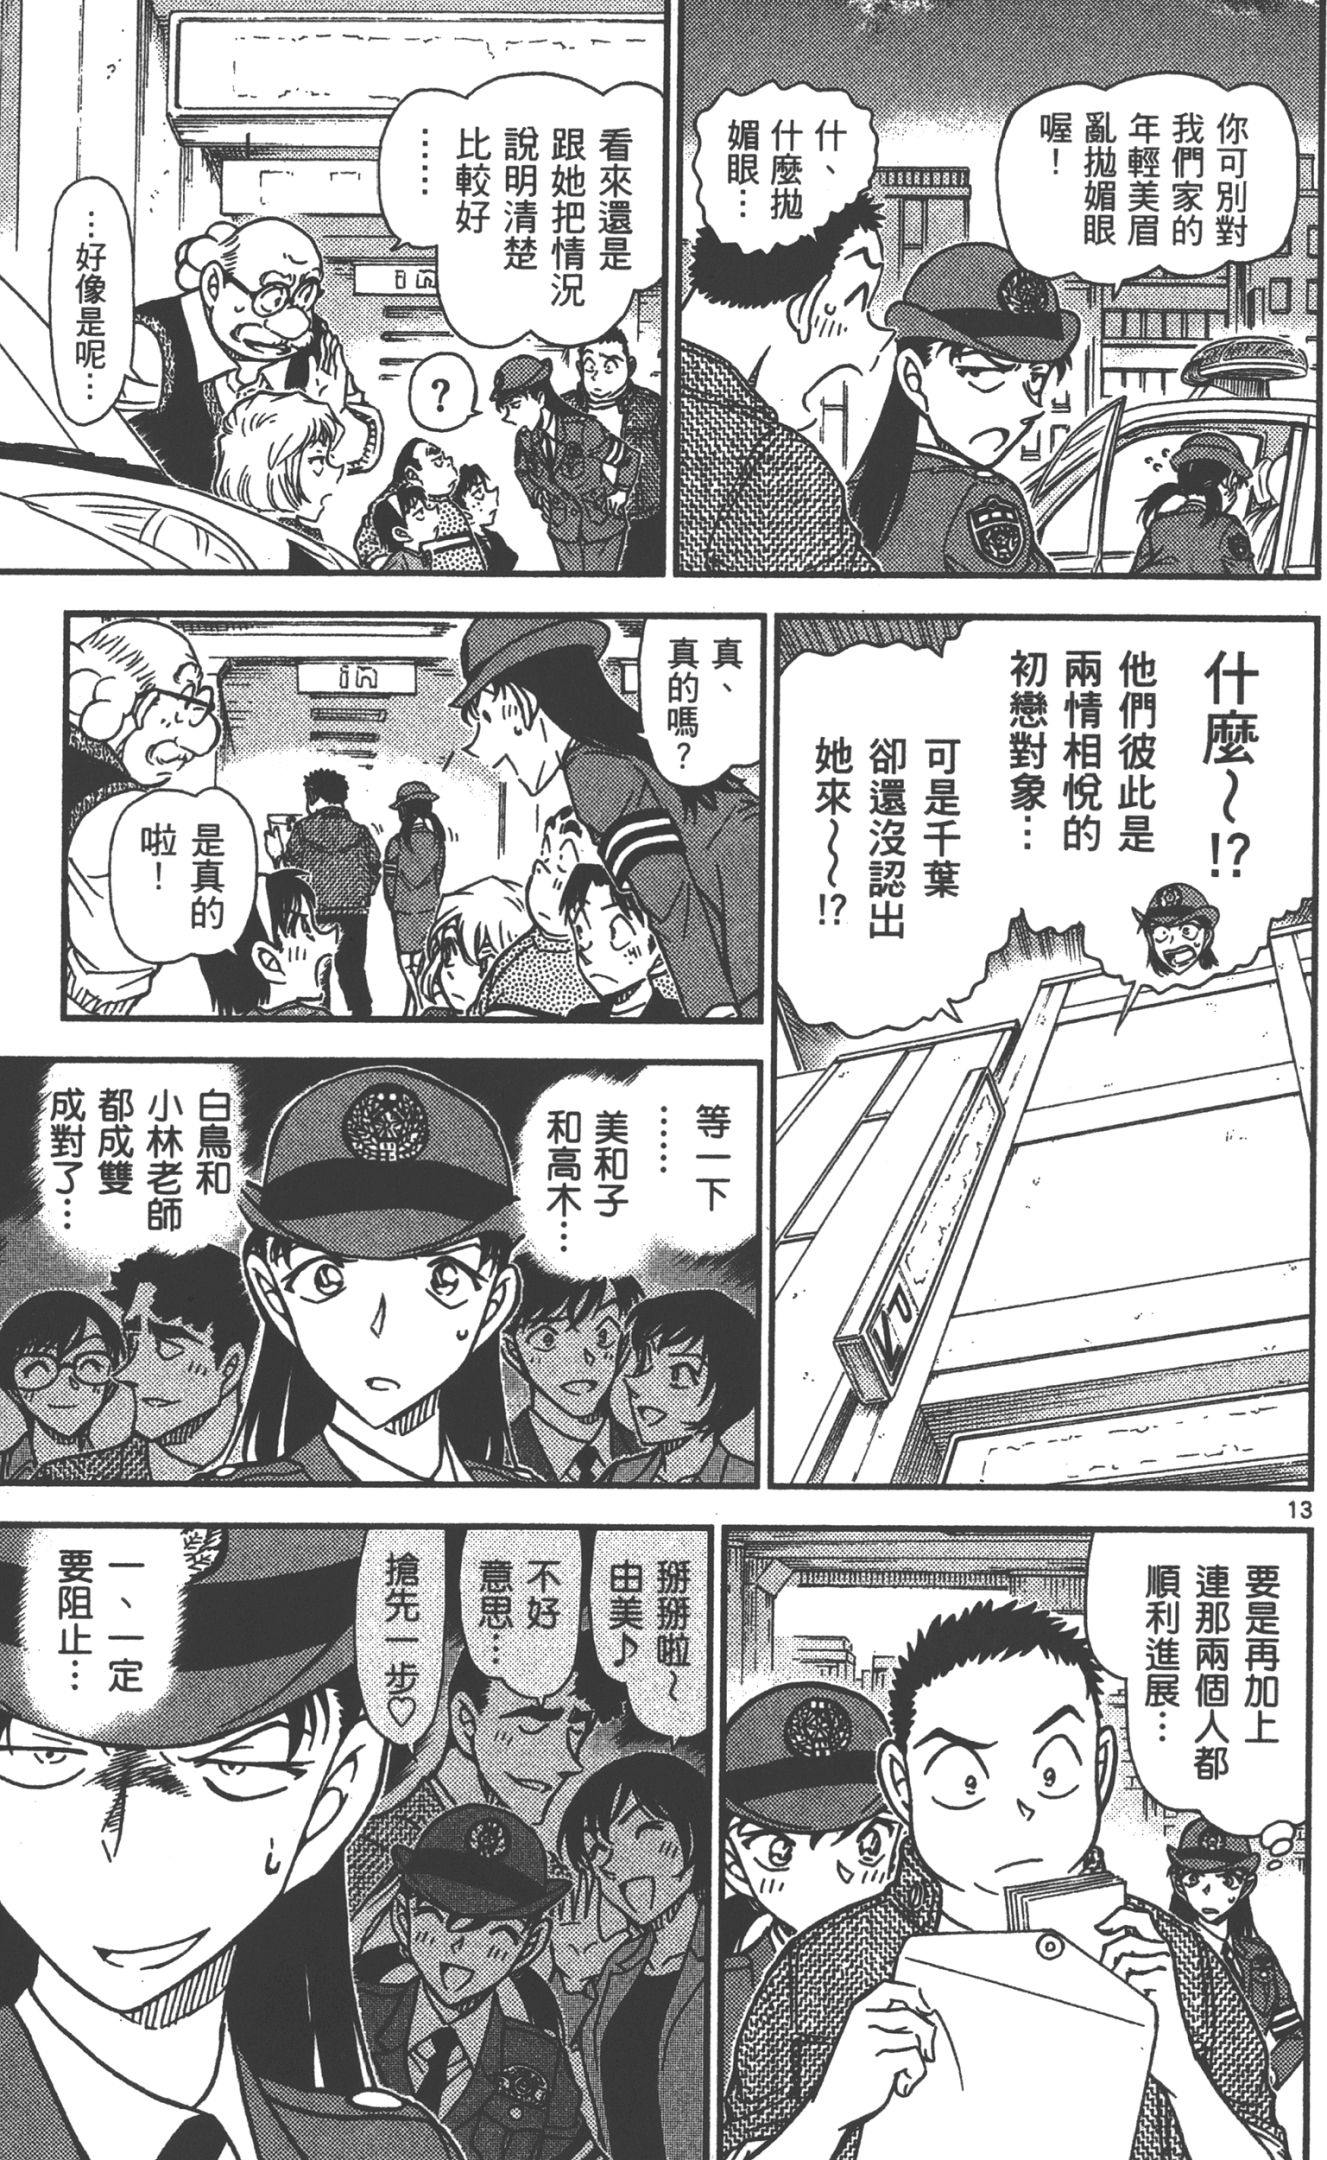 你可別對
我們家的
年輕美眉
亂拋媚眼
喔！
什、
什麼拋
媚眼…
看來還是
跟她把情況
說明清楚
比較好
……
?
…好像是呢…
in
什麼～!?
他們彼此是
兩情相悅的
初戀對象…
可是千葉
卻還沒認出
她來～～!?
真、
真的嗎？
in
是真的
啦！
等一下
……
美和子
和高木…
白鳥和
小林老師
都成雙
成對了…
13
要是再加上
連那兩個人都
順利進展…
掰掰啦～
由美♪
不好
意思…
搶先一步♡
一、一定
要阻止…